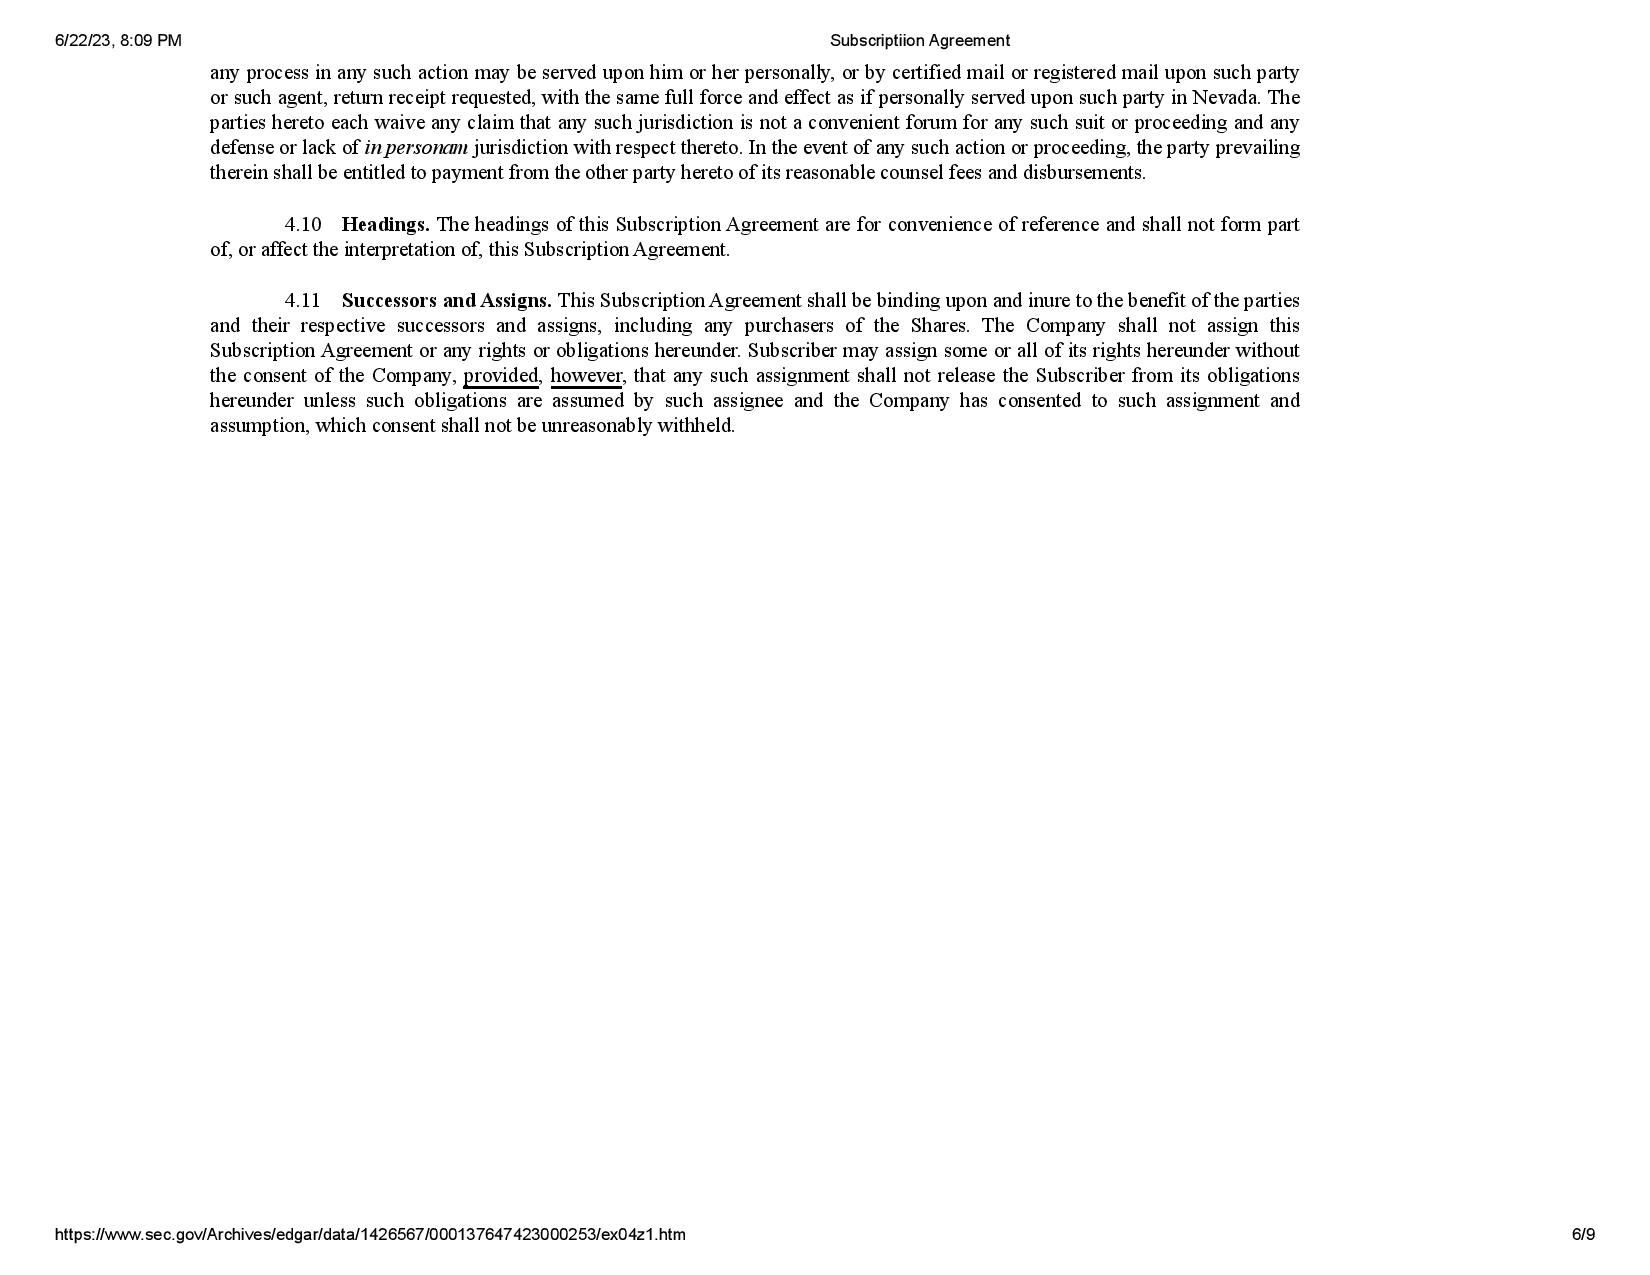 6/22/23, 8:09 PM
Subscriptiion Agreement
any process in any such action may be served upon him or her personally, or by certified mail or registered mail upon such party
or such agent, return receipt requested, with the same full force and effect as if personally served upon such party in Nevada. The
parties hereto each waive any claim that any such jurisdiction is not a convenient forum for any such suit or proceeding and any
defense or lack of in personam jurisdiction with respect thereto. In the event of any such action or proceeding, the party prevailing
therein shall be entitled to payment from the other party hereto of its reasonable counsel fees and disbursements.
4.10 Headings. The headings of this Subscription Agreement are for convenience of reference and shall not form part
of, or affect the interpretation of, this Subscription Agreement.
4.11 Successors and Assigns. This Subscription Agreement shall be binding upon and inure to the benefit of the parties
and their respective successors and assigns, including any purchasers of the Shares. The Company shall not assign this
Subscription Agreement or any rights or obligations hereunder. Subscriber may assign some or all of its rights hereunder without
the consent of the Company, provided, however, that any such assignment shall not release the Subscriber from its obligations
hereunder unless such obligations are assumed by such assignee and the Company has consented to such assignment and
assumption, which consent shall not be unreasonably withheld.
https://www.sec.gov/Archives/edgar/data/1426567/000137647423000253/ex04z1.htm
6/9